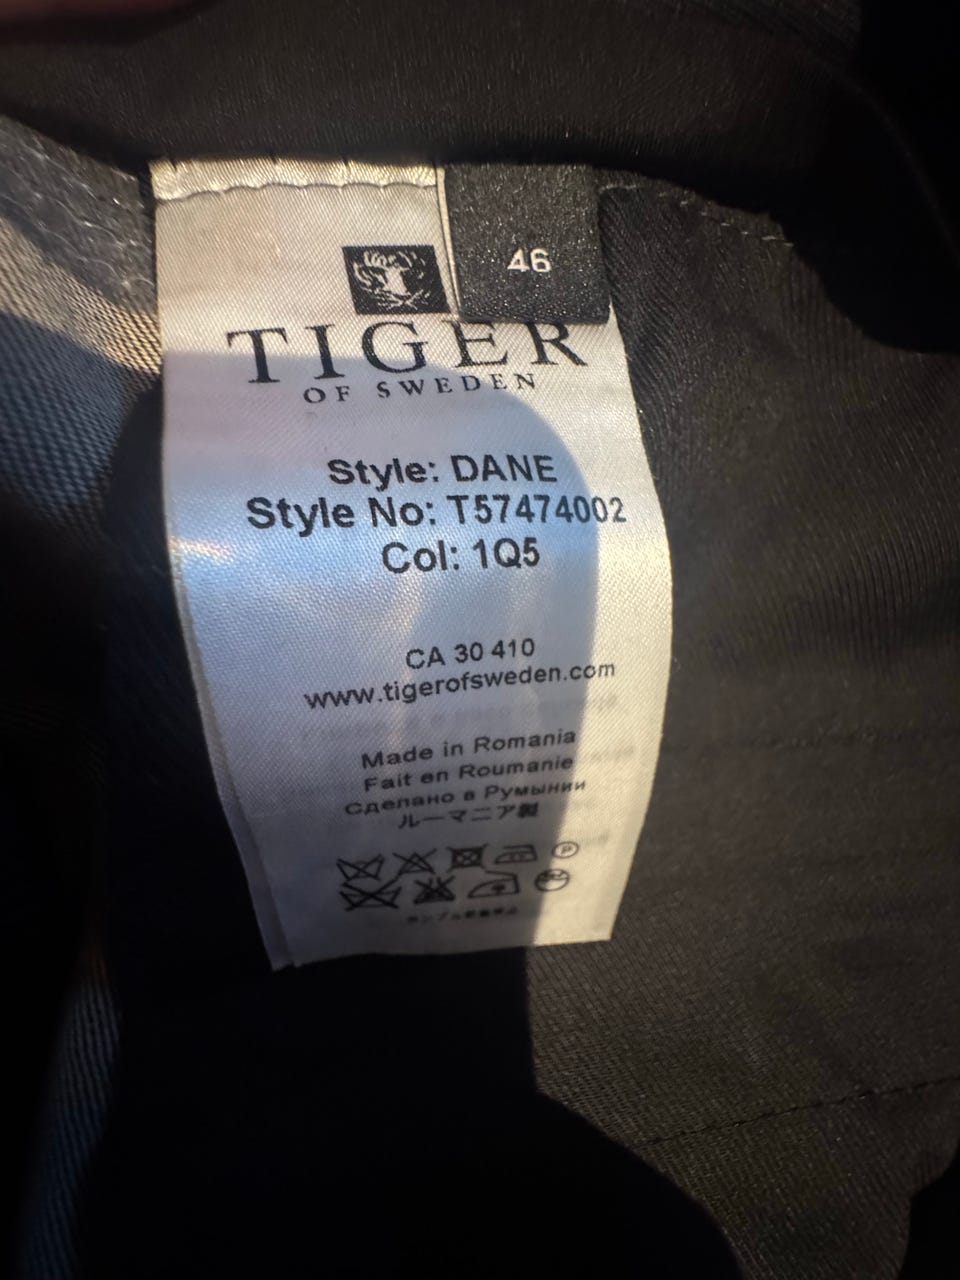 46
TIGER
OF SWEDEN
Style: DANE
Style No: T57474002
Col: 1Q5
CA 30 410
www.tigerofsweden.com
Made in Romania
Fait en Roumanie
Сделано в Румынии
ルーマニア製
P